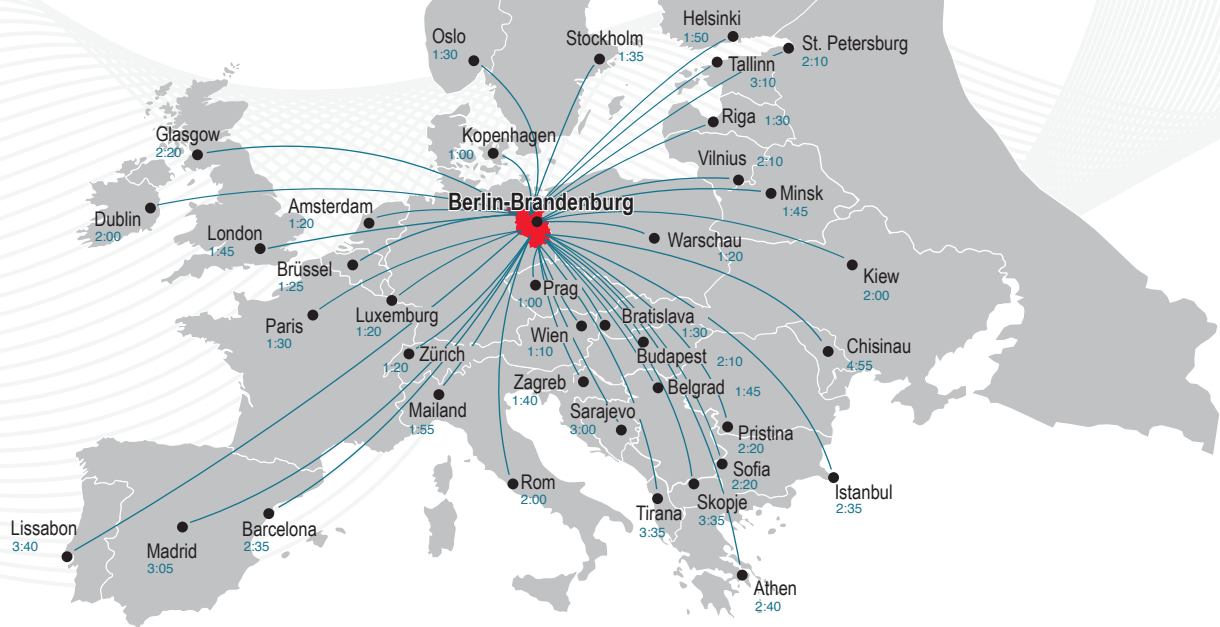 Helsinki
1:50
Oslo
1:30
Stockholm
1:35
St. Petersburg
2:10
Tallinn
3:10
Riga 1:30
Glasgow
2:20
Kopenhagen
1:00
Vilnius 2:10
Minsk
1:45
Berlin-Brandenburg
Amsterdam
1:20
Dublin
2:00
London
1:45
Warschau
1:20
Brüssel
1:25
Kiew
2:00
Prag
1:00
Luxemburg
1:20
Paris
1:30
Bratislava
1:30
Wien
1:10
Zürich
1:20
Budapest
2:10
Chisinau
4:55
Zagreb
1:40
Belgrad 1:45
Mailand
1:55
Sarajevo
3:00
Pristina
2:20
Sofia
2:20
Rom
2:00
Istanbul
2:35
Skopje
3:35
Tirana
3:35
Lissabon
3:40
Barcelona
2:35
Madrid
3:05
Athen
2:40